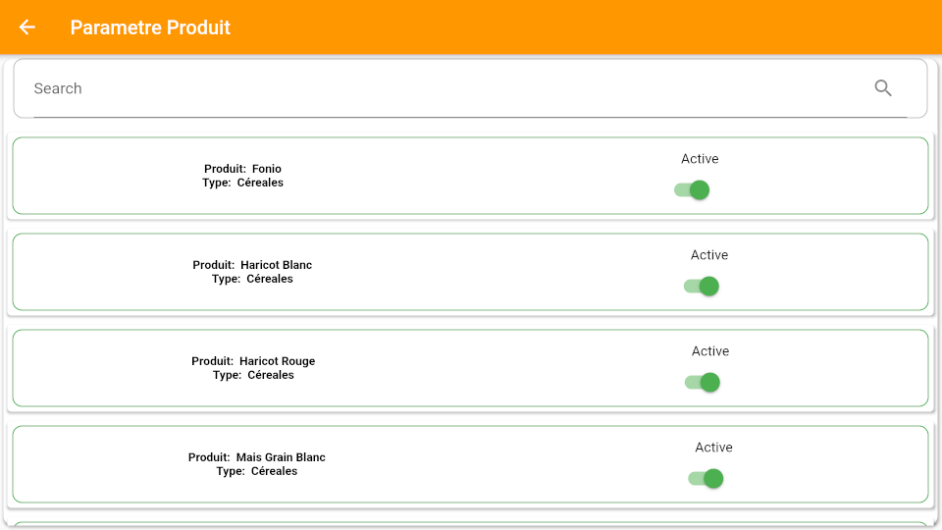 Parametre Produit
Search
Produit: Fonio
Type: Céreales
Active
Produit: Haricot Blanc
Type: Céreales
Active
Produit: Haricot Rouge
Type: Céreales
Active
Produit: Mais Grain Blanc
Type: Céreales
Active